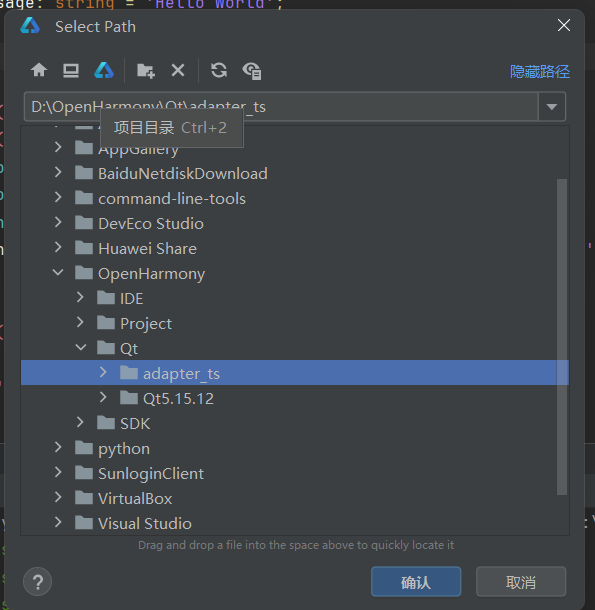 sage: string = 'Hello World';
Select Path
隐藏路径
D:\OpenHarmony\Qt\adapter_ts
项目目录 Ctrl+2
AppGallery
BaiduNetdiskDownload
command-line-tools
DevEco Studio
Huawei Share
OpenHarmony
IDE
Project
Qt
adapter_ts
Qt5.15.12
SDK
python
SunloginClient
VirtualBox
Visual Studio
Drag and drop a file into the space above to quickly locate it
?
确认
取消